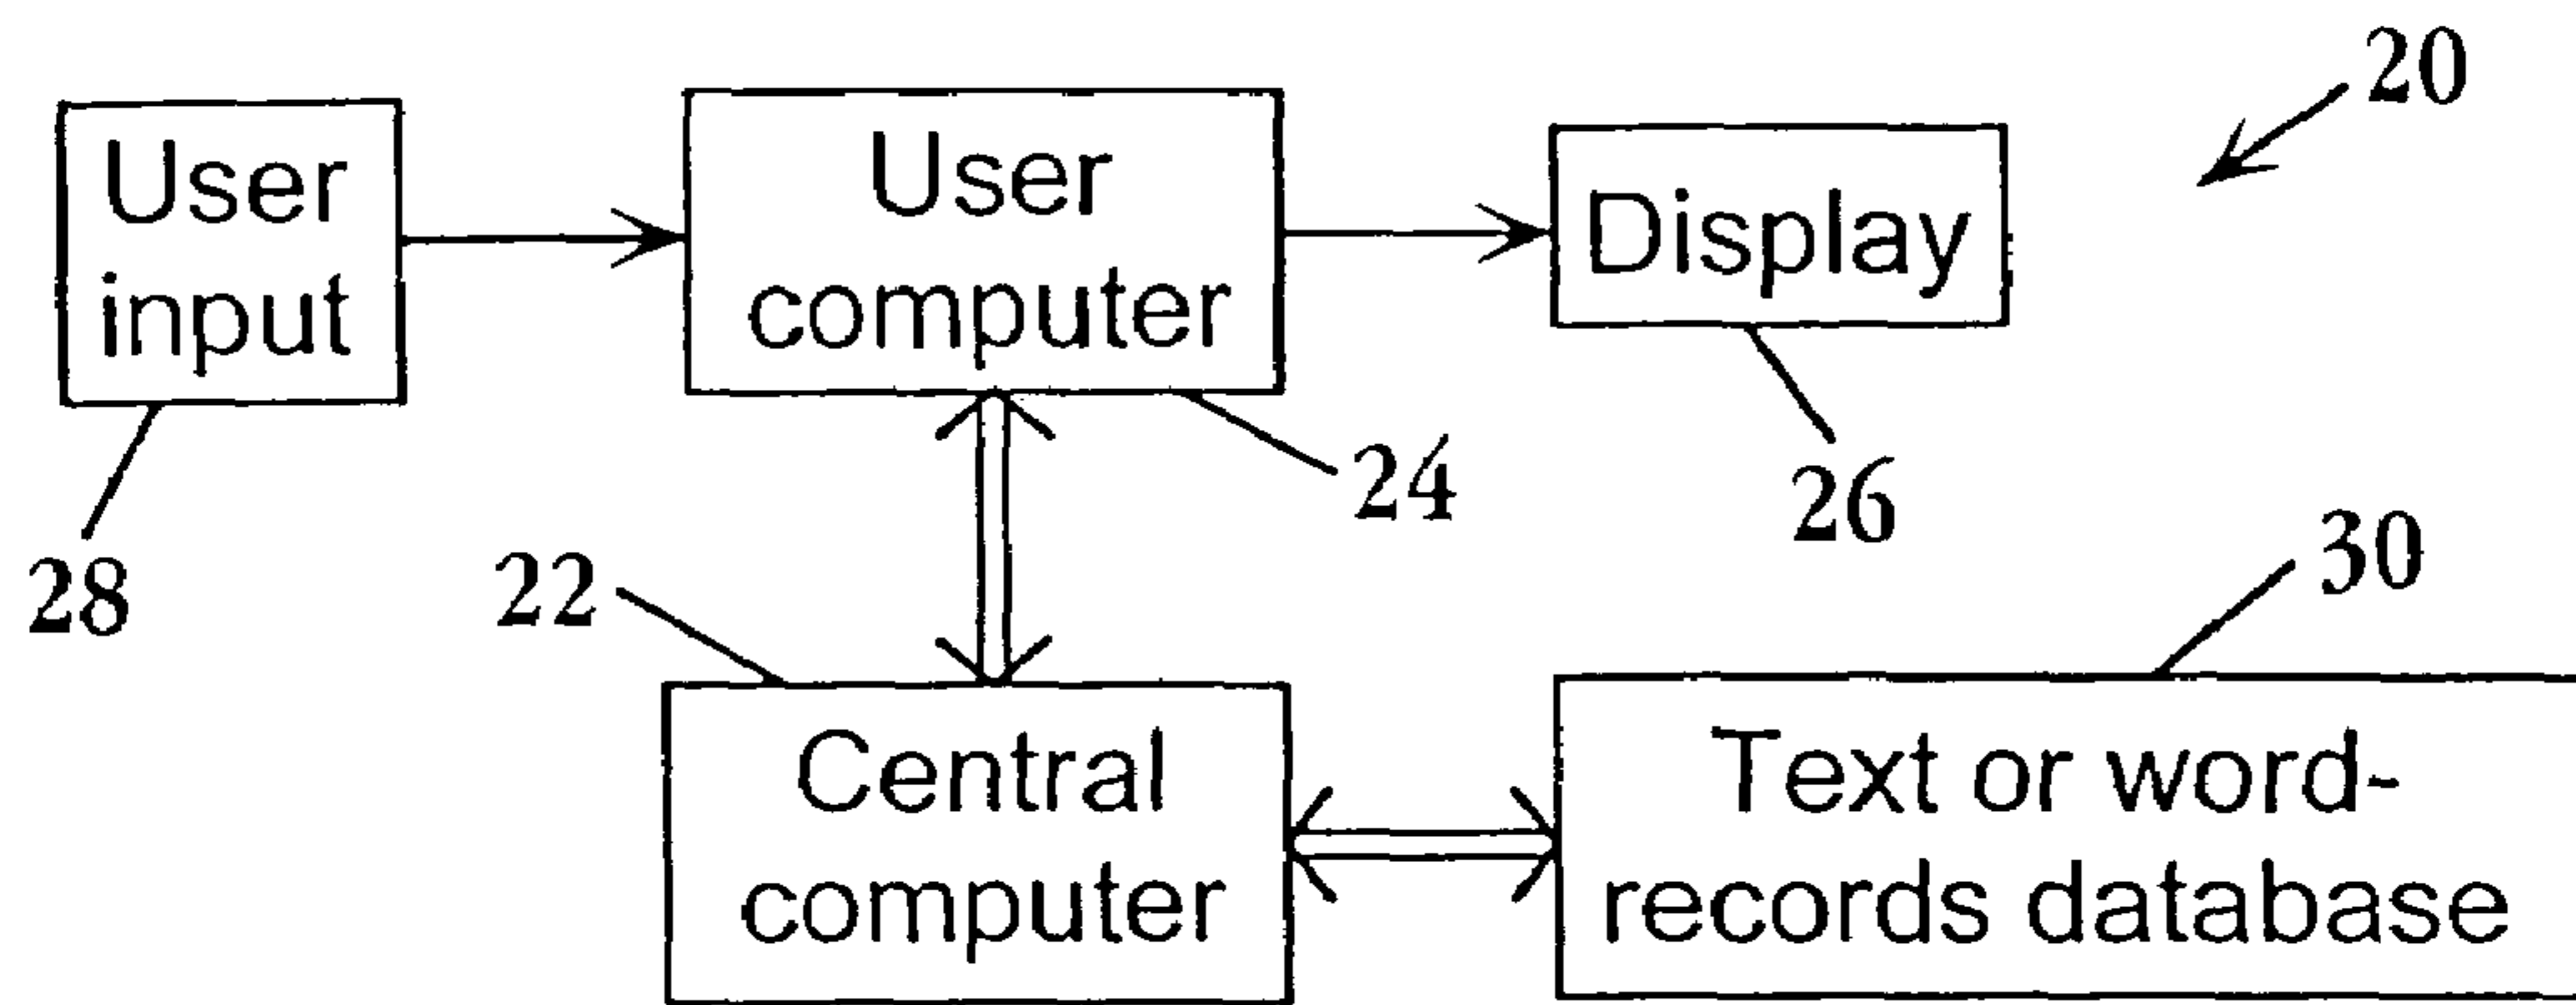 20
User
input
User
computer
Display
28
24
26
22
30
Central
computer
Text or word-
records database